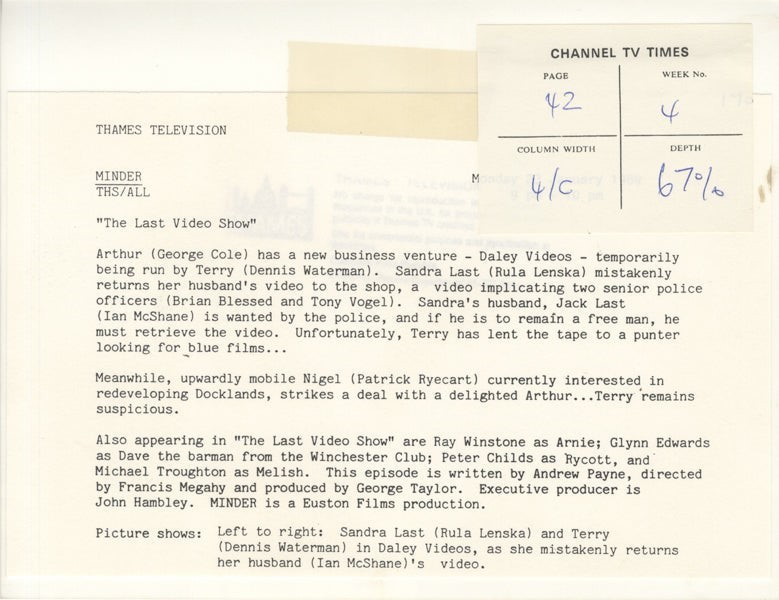 CHANNEL TV TIMES
PAGE
WEEK No.
42
4
COLUMN WIDTH
DEPTH
4/C
67%
THAMES TELEVISION
MINDER
THS/ALL
M
"The Last Video Show"
Arthur (George Cole) has a new business venture - Daley Videos - temporarily
being run by Terry (Dennis Waterman).  Sandra Last (Rula Lenska) mistakenly
returns her husband's video to the shop, a  video implicating two senior police
officers (Brian Blessed and Tony Vogel).  Sandra's husband, Jack Last
(Ian McShane) is wanted by the police, and if he is to remain a free man, he
must retrieve the video.  Unfortunately, Terry has lent the tape to a punter
looking for blue films...
Meanwhile, upwardly mobile Nigel (Patrick Ryecart) currently interested in
redeveloping Docklands, strikes a deal with a delighted Arthur...Terry remains
suspicious.
Also appearing in "The Last Video Show" are Ray Winstone as Arnie; Glynn Edwards
as Dave the barman from the Winchester Club; Peter Childs as Rycott, and
Michael Troughton as Melish.  This episode is written by Andrew Payne, directed
by Francis Megahy and produced by George Taylor.  Executive producer is
John Hambley.  MINDER is a Euston Films production.
Picture shows:  Left to right:  Sandra Last (Rula Lenska) and Terry
(Dennis Waterman) in Daley Videos, as she mistakenly returns
her husband (Ian McShane)'s  video.